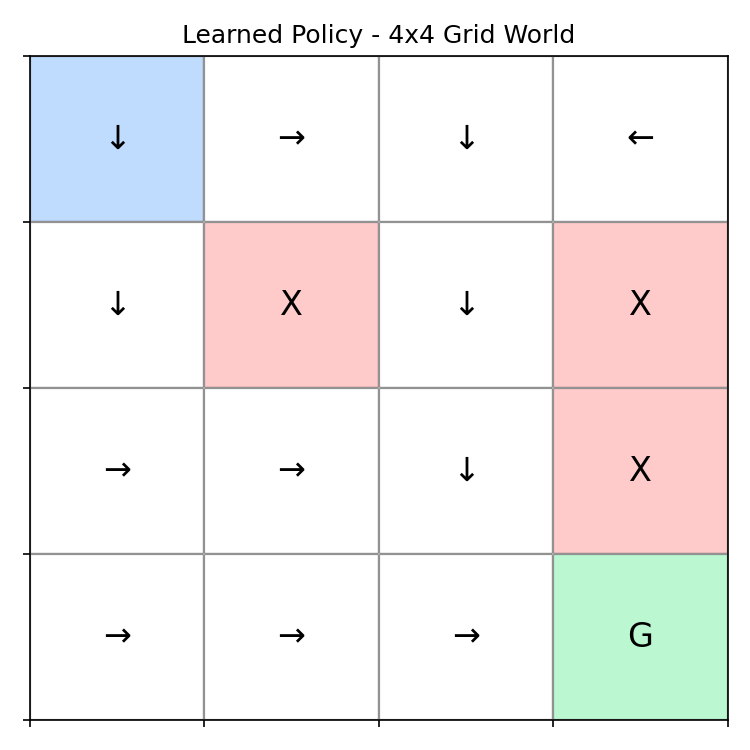 Learned Policy - 4x4 Grid World
↓ → ↓ ←
↓ X ↓ X
→ → ↓ X
→ → → G